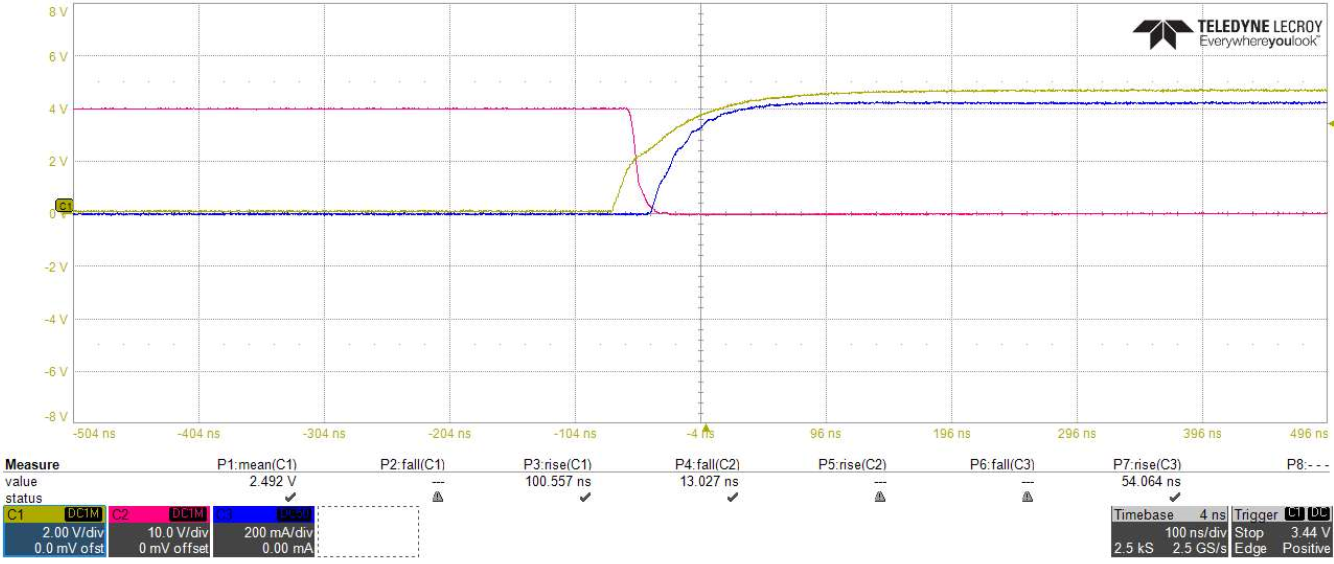 8 V
TELEDYNE LECROY
Everywhereyoulook™
6 V
4 V
2 V
C1
0 V
-2 V
-4 V
-6 V
-8 V
-504 ns -404 ns -304 ns -204 ns -104 ns -4 ns 96 ns 196 ns 296 ns 396 ns 496 ns
Measure P1:mean(C1) P2:fall(C1) P3:rise(C1) P4:fall(C2) P5:rise(C2) P6:fall(C3) P7:rise(C3) P8:- - -
value 2.492 V --- 100.557 ns 13.027 ns --- --- 54.064 ns
status
C1 DC1M C2 DC1M C3 Timebase 4 ns Trigger C1 DC
2.00 V/div 10.0 V/div 200 mA/div 100 ns/div Stop 3.44 V
0.0 mV ofst 0 mV offset 0.00 mA 2.5 kS 2.5 GS/s Edge Positive